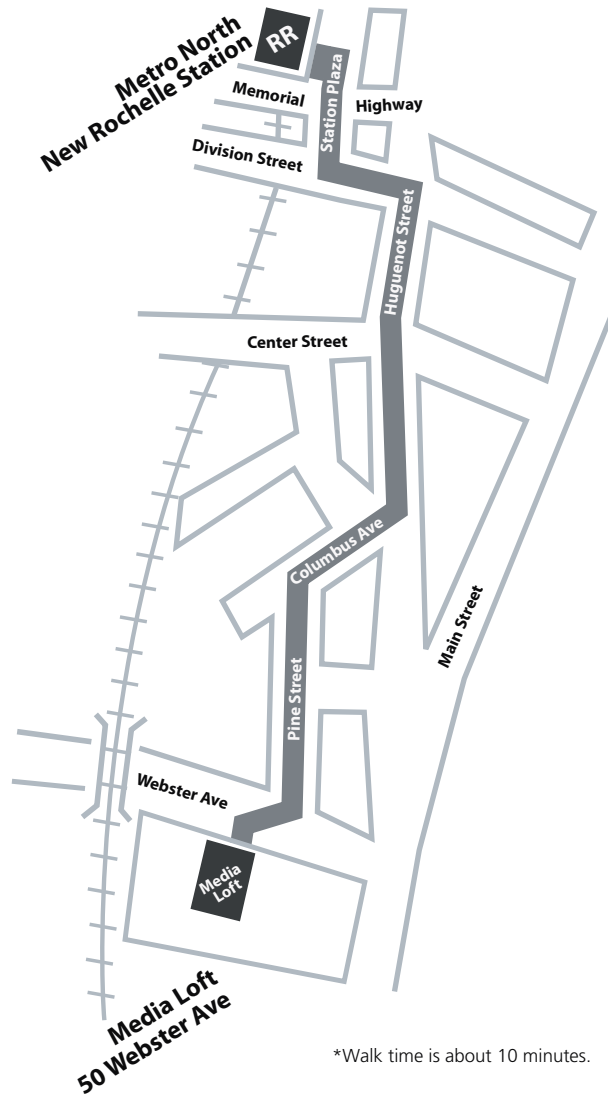 Metro North
New Rochelle Station
RR
Station Plaza
Memorial
Highway
Division Street
Huguenot Street
Center Street
Columbus Ave
Main Street
Pine Street
Webster Ave
Media
Loft
Media Loft
50 Webster Ave
*Walk time is about 10 minutes.